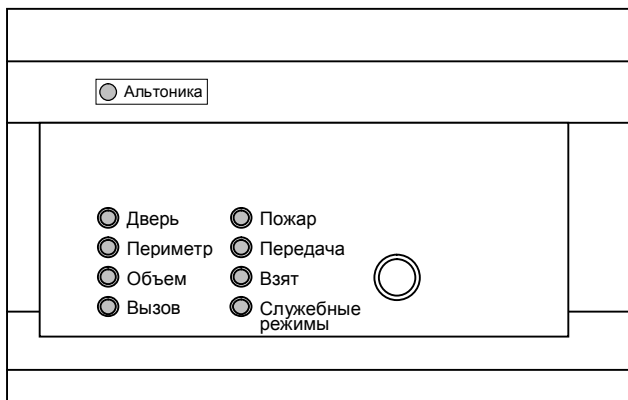 Альтоника
Дверь
Периметр
Объем
Вызов
Пожар
Передача
Взят
Служебные
режимы